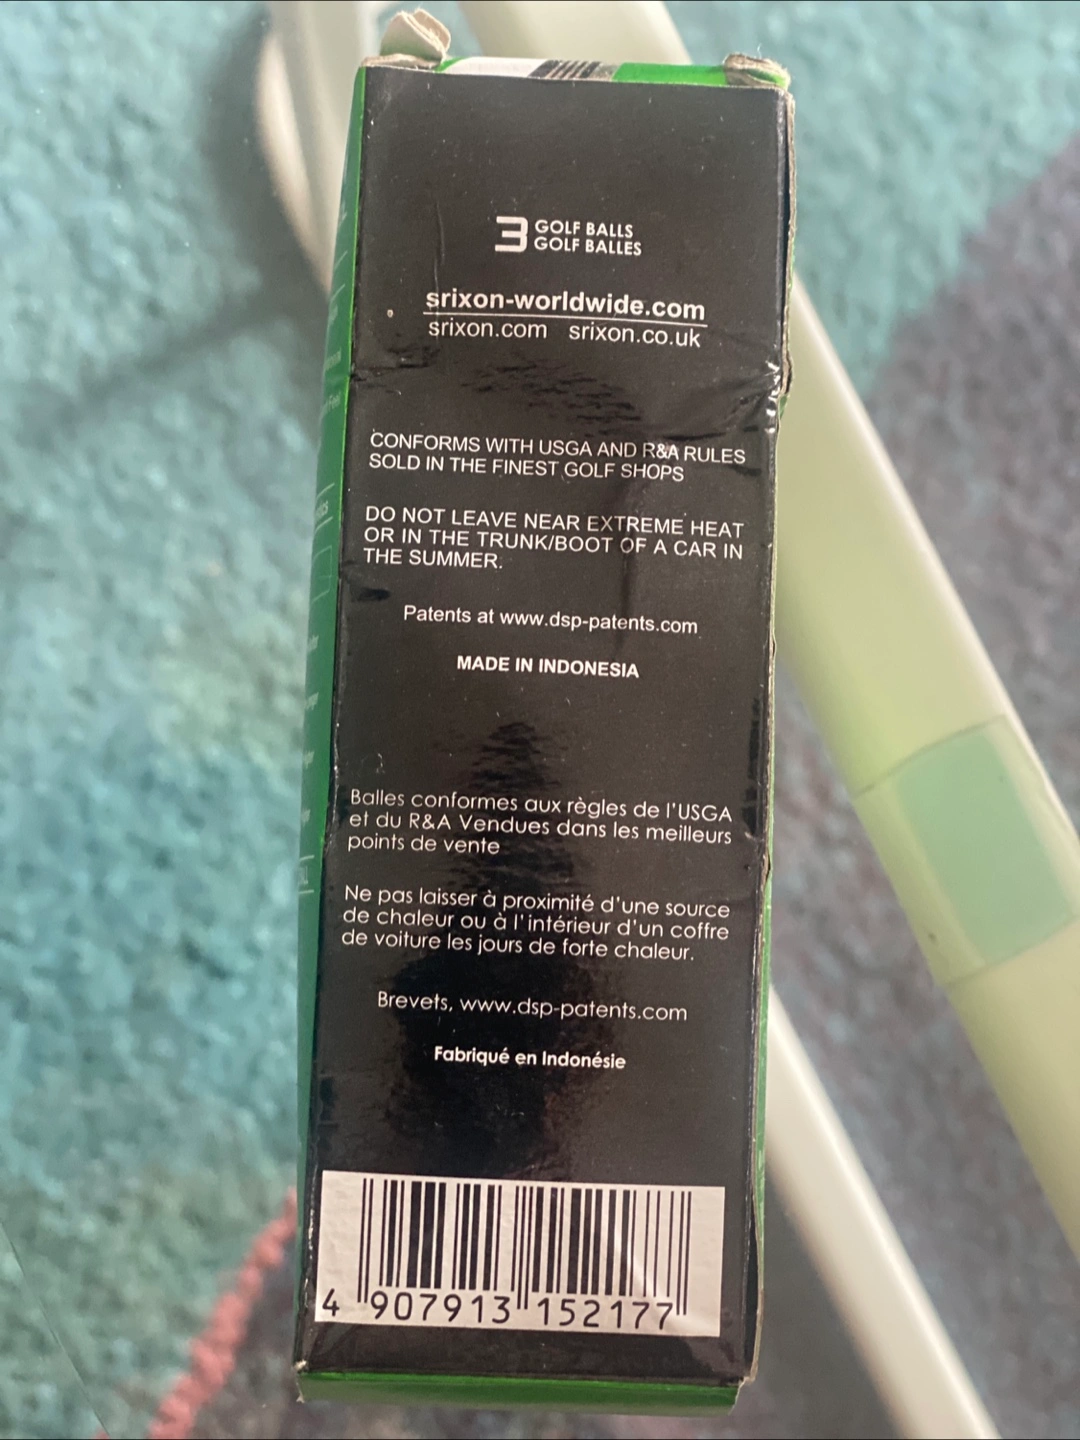 3 GOLF BALLS
GOLF BALLES
srixon-worldwide.com
srixon.com srixon.co.uk
CONFORMS WITH USGA AND R&A RULES
SOLD IN THE FINEST GOLF SHOPS
DO NOT LEAVE NEAR EXTREME HEAT
OR IN THE TRUNK/BOOT OF A CAR IN
THE SUMMER.
Patents at www.dsp-patents.com
MADE IN INDONESIA
Balles conformes aux règles de l'USGA
et du R&A Vendues dans les meilleurs
points de vente
Ne pas laisser à proximité d'une source
de chaleur ou à l'intérieur d'un coffre
de voiture les jours de forte chaleur.
Brevets, www.dsp-patents.com
Fabriqué en Indonésie
4 907913 152177